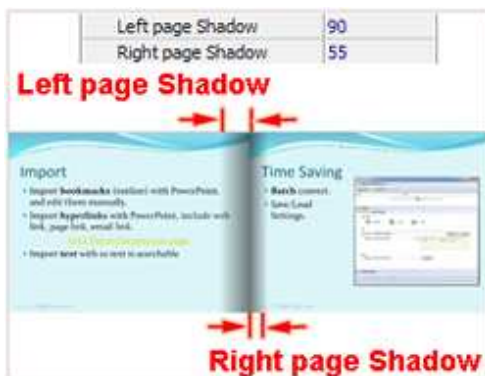 Left page Shadow 90
Right page Shadow 55
Left page Shadow
Import
• Import bookmarks (outline) with PowerPoint,
and edit them manually.
• Import hyperlinks with PowerPoint, include web
link, page link, email link.
• Import text with so text is searchable
Time Saving
• Batch convert.
• Save/Load
Settings.
Right page Shadow